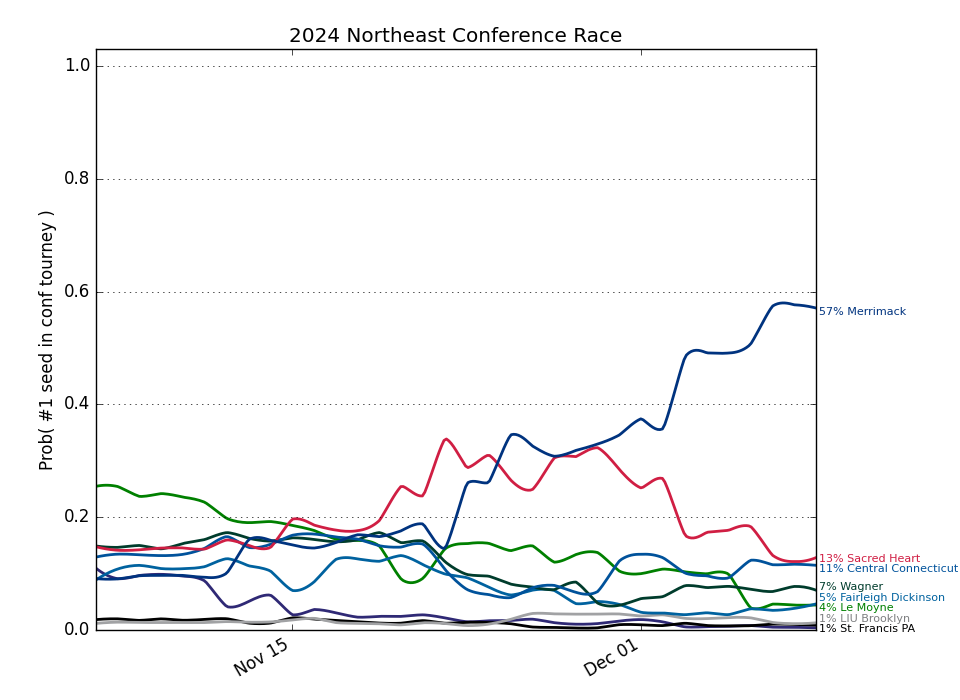 2024 Northeast Conference Race
Prob( #1 seed in conf tourney )
1.0
0.8
0.6
0.4
0.2
0.0
Nov 15
Dec 01
57% Merrimack
13% Sacred Heart
11% Central Connecticut
7% Wagner
5% Fairleigh Dickinson
4% Le Moyne
1% LIU Brooklyn
1% St. Francis PA